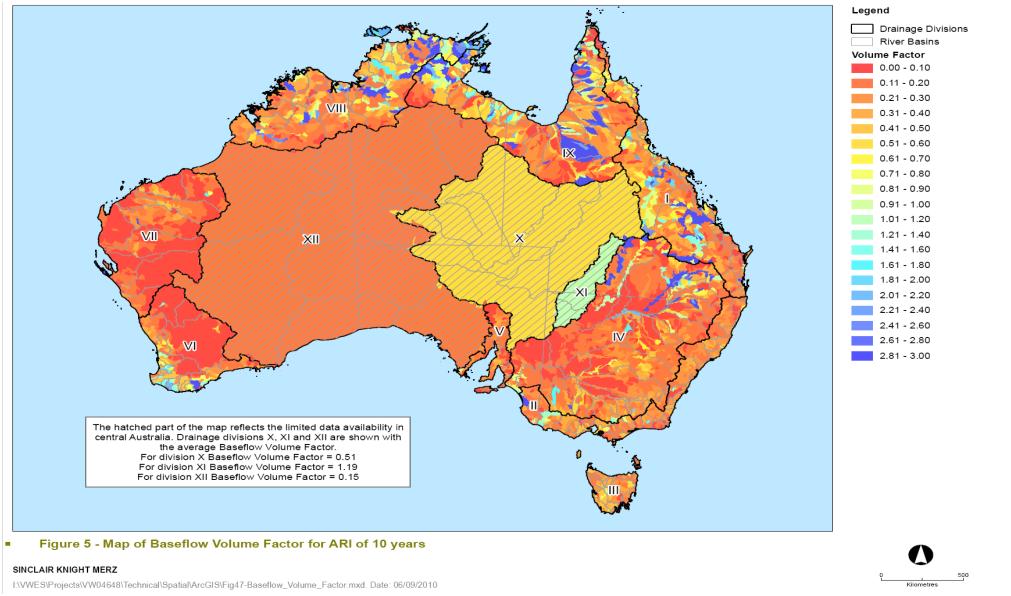 Legend
Drainage Divisions
River Basins
Volume Factor
0.00 - 0.10
0.11 - 0.20
0.21 - 0.30
0.31 - 0.40
0.41 - 0.50
0.51 - 0.60
0.61 - 0.70
0.71 - 0.80
0.81 - 0.90
0.91 - 1.00
1.01 - 1.20
1.21 - 1.40
1.41 - 1.60
1.61 - 1.80
1.81 - 2.00
2.01 - 2.20
2.21 - 2.40
2.41 - 2.60
2.61 - 2.80
2.81 - 3.00
VIII
IX
I
VII
XII
X
XI
V
IV
VI
II
III
The hatched part of the map reflects the limited data availability in
central Australia. Drainage divisions X, XI and XII are shown with
the average Baseflow Volume Factor.
For division X Baseflow Volume Factor = 0.51
For division XI Baseflow Volume Factor = 1.19
For division XII Baseflow Volume Factor = 0.15
Figure 5 - Map of Baseflow Volume Factor for ARI of 10 years
SINCLAIR KNIGHT MERZ
I:\VWES\Projects\VW04648\Technical\Spatial\ArcGIS\Fig47-Baseflow_Volume_Factor.mxd. Date: 06/09/2010
0 500
Kilometres